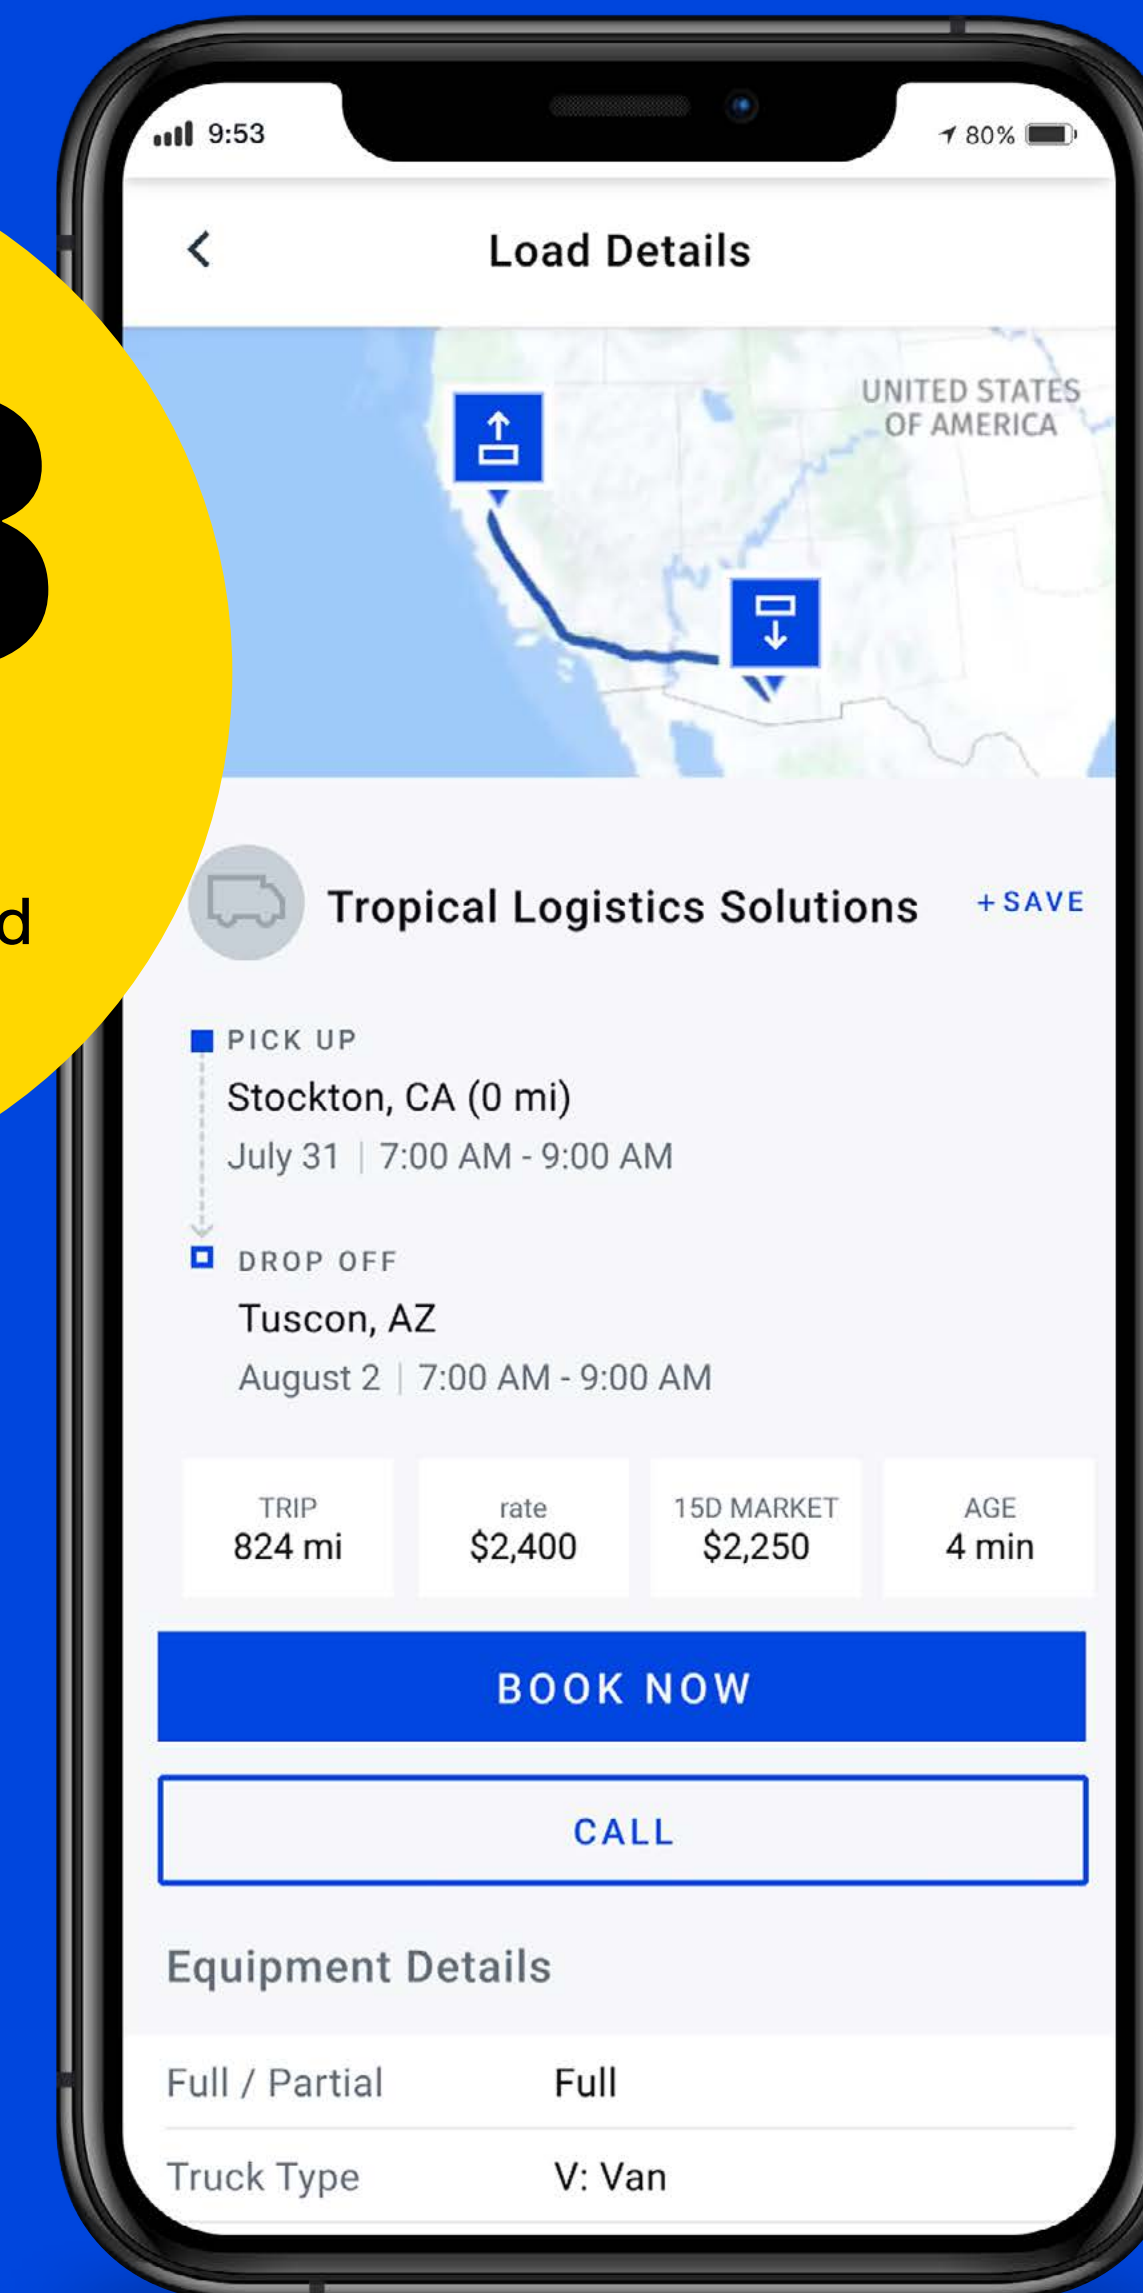 9:53
80%
Load Details
UNITED STATES
OF AMERICA
Tropical Logistics Solutions
+SAVE
PICK UP
Stockton, CA (0 mi)
July 31 | 7:00 AM - 9:00 AM
DROP OFF
Tuscon, AZ
August 2 | 7:00 AM - 9:00 AM
TRIP
824 mi
rate
$2,400
15D MARKET
$2,250
AGE
4 min
BOOK NOW
CALL
Equipment Details
Full / Partial
Full
Truck Type
V: Van